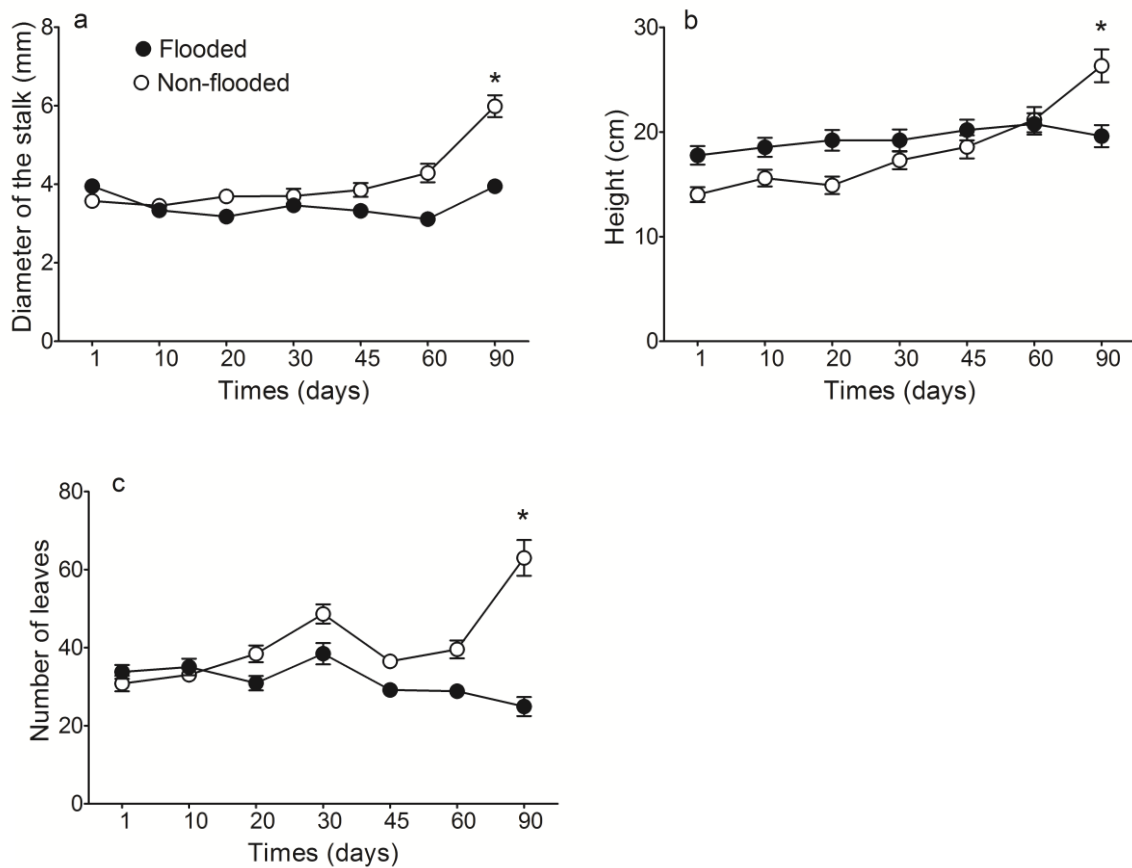 a
Diameter of the stalk (mm)
8
6
4
2
0
Flooded
Non-flooded
*
1 10 20 30 45 60 90
Times (days)
b
Height (cm)
30
20
10
0
*
1 10 20 30 45 60 90
Times (days)
c
Number of leaves
80
60
40
20
0
*
1 10 20 30 45 60 90
Times (days)